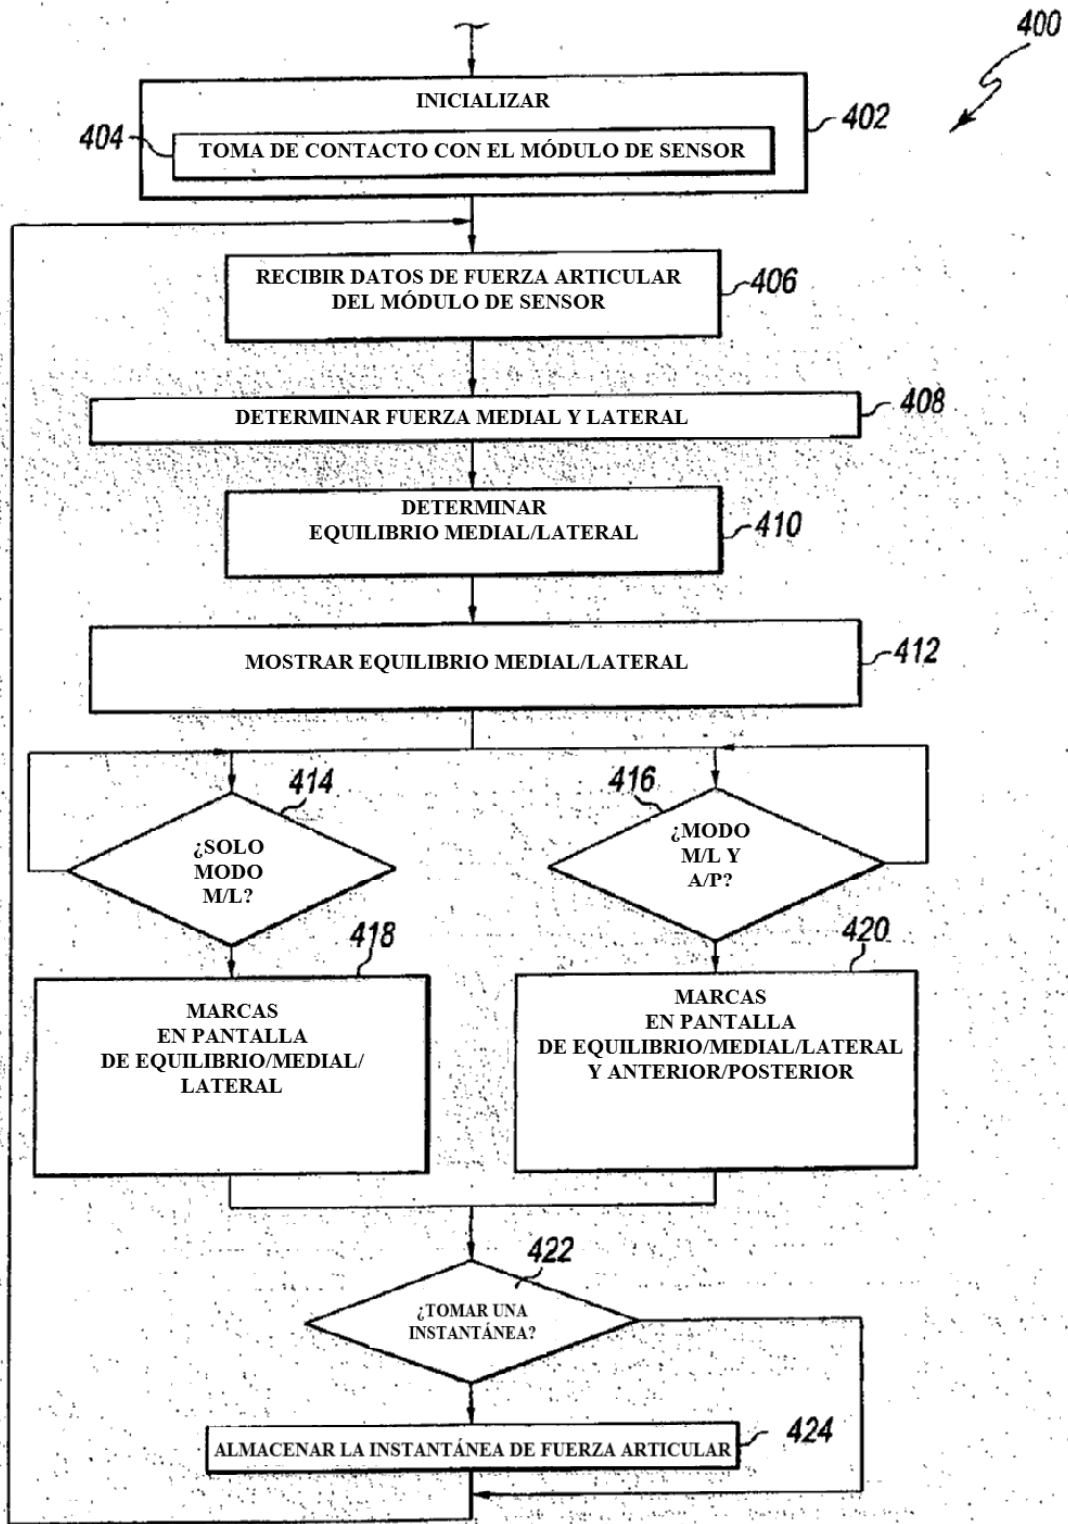 400
INICIALIZAR
402
404
TOMA DE CONTACTO CON EL MÓDULO DE SENSOR
RECIBIR DATOS DE FUERZA ARTICULAR
DEL MÓDULO DE SENSOR
406
DETERMINAR FUERZA MEDIAL Y LATERAL
408
DETERMINAR
EQUILIBRIO MEDIAL/LATERAL
410
MOSTRAR EQUILIBRIO MEDIAL/LATERAL
412
414
¿SOLO
MODO
M/L?
416
¿MODO
M/L Y
A/P?
418
MARCAS
EN PANTALLA
DE EQUILIBRIO/MEDIAL/
LATERAL
420
MARCAS
EN PANTALLA
DE EQUILIBRIO/MEDIAL/LATERAL
Y ANTERIOR/POSTERIOR
422
¿TOMAR UNA
INSTANTÁNEA?
ALMACENAR LA INSTANTÁNEA DE FUERZA ARTICULAR
424